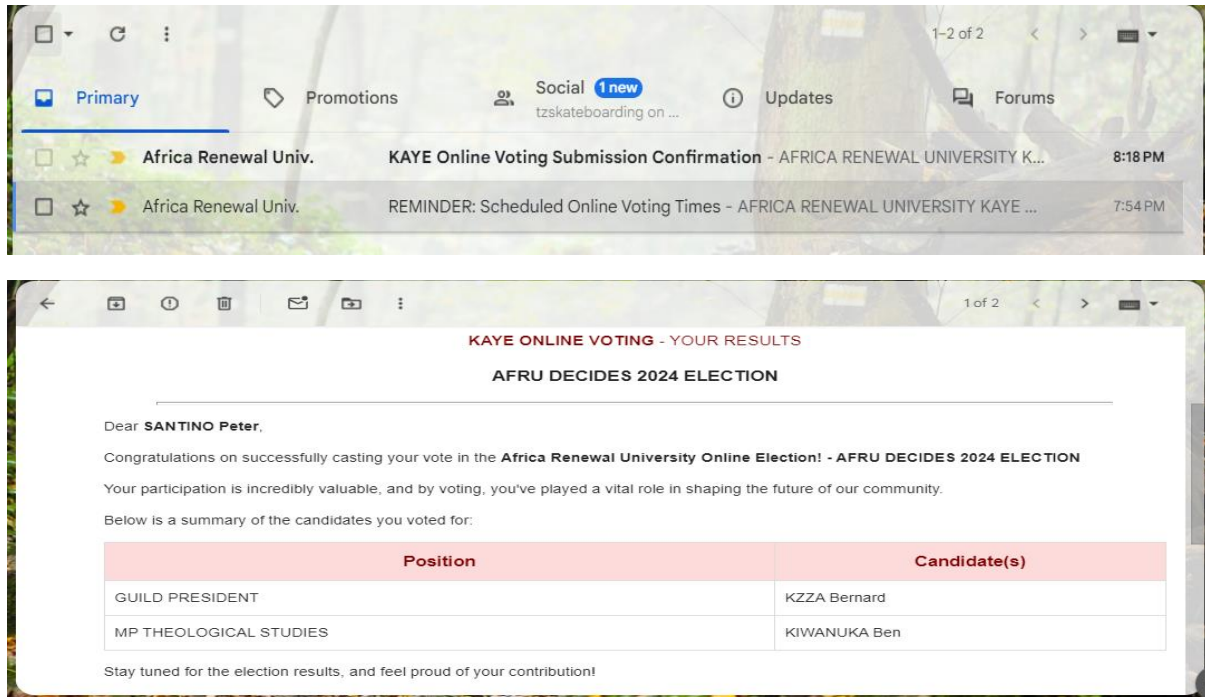 1–2 of 2
Primary
Promotions
Social 1 new
tzskateboarding on ...
Updates
Forums
Africa Renewal Univ. KAYE Online Voting Submission Confirmation - AFRICA RENEWAL UNIVERSITY K... 8:18 PM
Africa Renewal Univ. REMINDER: Scheduled Online Voting Times - AFRICA RENEWAL UNIVERSITY KAYE ... 7:54 PM
1 of 2
KAYE ONLINE VOTING - YOUR RESULTS
AFRU DECIDES 2024 ELECTION
Dear SANTINO Peter,
Congratulations on successfully casting your vote in the Africa Renewal University Online Election! - AFRU DECIDES 2024 ELECTION
Your participation is incredibly valuable, and by voting, you've played a vital role in shaping the future of our community.
Below is a summary of the candidates you voted for:
Position Candidate(s)
GUILD PRESIDENT KZZA Bernard
MP THEOLOGICAL STUDIES KIWANUKA Ben
Stay tuned for the election results, and feel proud of your contribution!